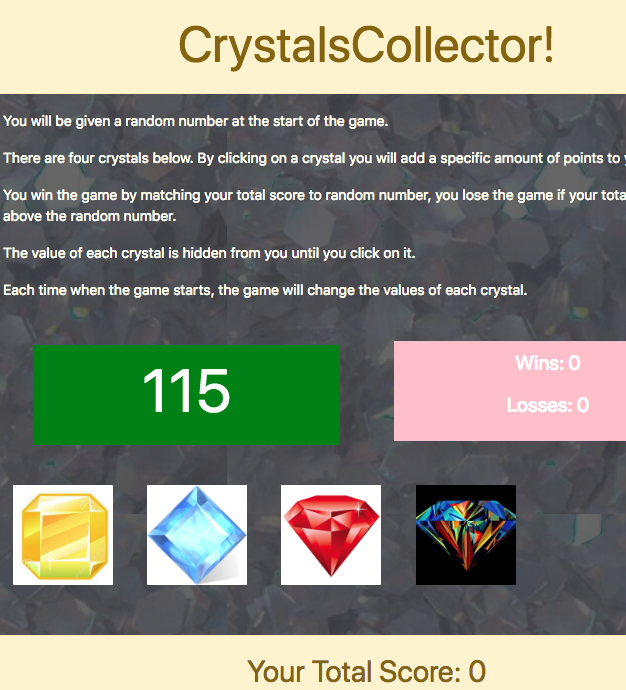 CrystalsCollector!
You will be given a random number at the start of the game.
There are four crystals below. By clicking on a crystal you will add a specific amount of points to
You win the game by matching your total score to random number, you lose the game if your
above the random number.
The value of each crystal is hidden from you until you click on it.
Each time when the game starts, the game will change the values of each crystal.
115
Wins: 0
Losses: 0
Your Total Score: 0